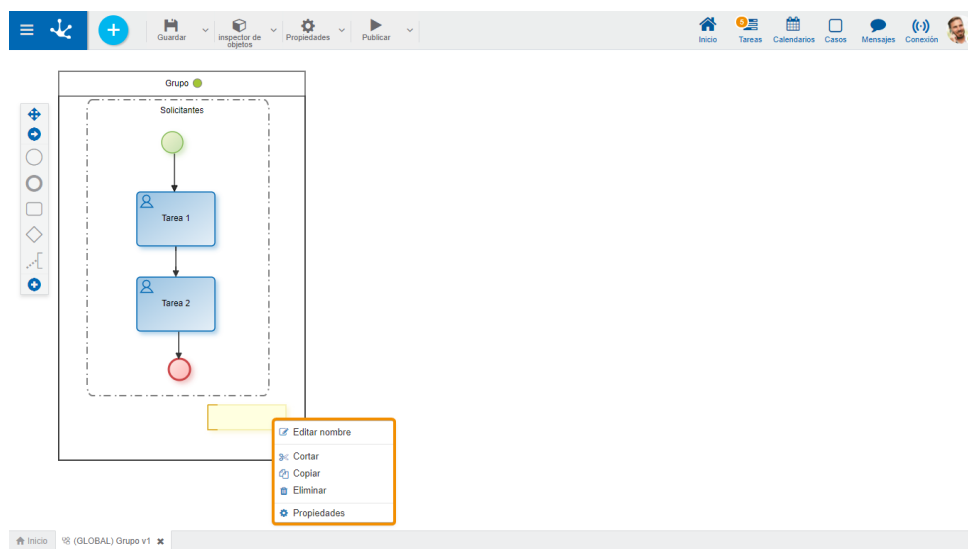 Guardar
inspector de
objetos
Propiedades
Publicar
Inicio
5
Tareas
Calendarios
Casos
Mensajes
Conexión
Grupo
Solicitantes
Tarea 1
Tarea 2
Editar nombre
Cortar
Copiar
Eliminar
Propiedades
Inicio
(GLOBAL) Grupo v1